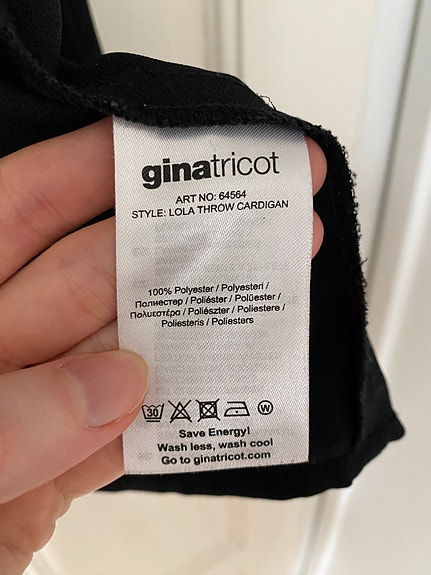 ginatricot
ART NO: 64564
STYLE: LOLA THROW CARDIGAN
100% Polyester / Polyesteri /
Полиестер / Poliéster / Polüester /
Πολυεστέρα / Poliészter / Poliestere /
Poliesteris / Poliesters
30
W
Save Energy!
Wash less, wash cool
Go to ginatricot.com